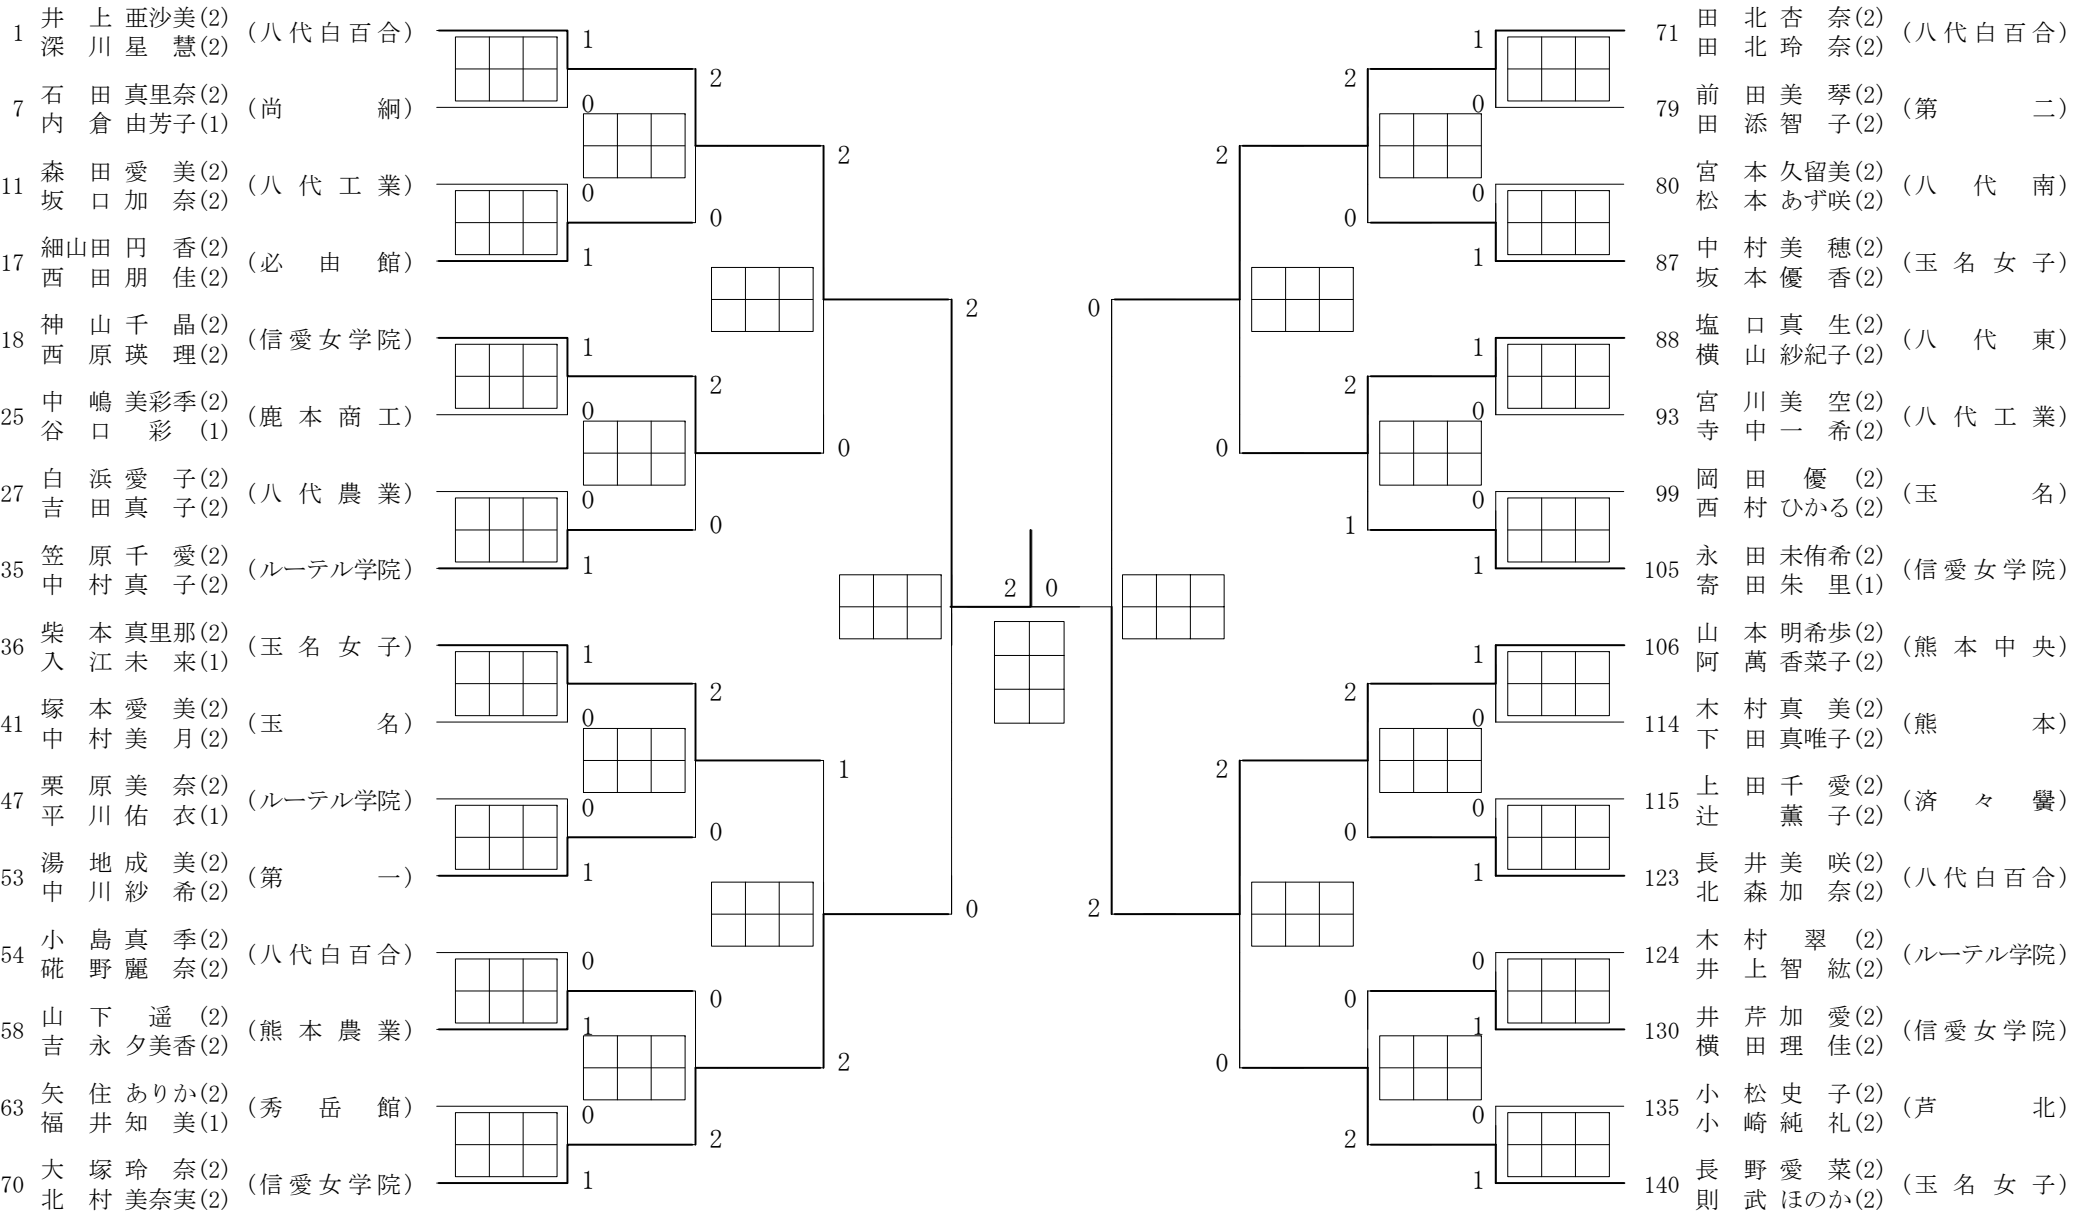 1 井 上 亜沙美(2) (八代白百合)
深 川 星 慧(2)
7 石 田 真里奈(2) (尚 絅)
内 倉 由芳子(1)
11 森 田 愛 美(2) (八代工業)
坂 口 加 奈(2)
17 細山田 円 香(2) (必由館)
西 田 朋 佳(2)
18 神 山 千 晶(2) (信愛女学院)
西 原 瑛 理(2)
25 中 嶋 美彩季(2) (鹿本商工)
谷 口 彩 (1)
27 白 浜 愛 子(2) (八代農業)
吉 田 真 子(2)
35 笠 原 千 愛(2) (ルーテル学院)
中 村 真 子(2)
36 柴 本 真里那(2) (玉名女子)
入 江 未 来(1)
41 塚 本 愛 美(2) (玉 名)
中 村 美 月(2)
47 栗 原 美 奈(2) (ルーテル学院)
平 川 佑 衣(1)
53 湯 地 成 美(2) (第 一)
中 川 紗 希(2)
54 小 島 真 季(2) (八代白百合)
硴 野 麗 奈(2)
58 山 下 遥 (2) (熊本農業)
吉 永 夕美香(2)
63 矢 住 ありか(2) (秀岳館)
福 井 知 美(1)
70 大 塚 玲 奈(2) (信愛女学院)
北 村 美奈実(2)
1
0
0
1
1
0
0
1
1
0
0
1
0
1
0
1
2
0
2
0
2
0
0
2
2
0
1
2
2
0
2 0
0
2
2
0
2
0
2
0
2
1
2
0
0
2
1
0
0
1
1
0
0
1
1
0
0
1
0
1
0
1
71 田 北 杏 奈(2) (八代白百合)
田 北 玲 奈(2)
79 前 田 美 琴(2) (第 二)
田 添 智 子(2)
80 宮 本 久留美(2) (八代南)
松 本 あず咲(2)
87 中 村 美 穂(2) (玉名女子)
坂 本 優 香(2)
88 塩 口 真 生(2) (八代東)
横 山 紗紀子(2)
93 宮 川 美 空(2) (八代工業)
寺 中 一 希(2)
99 岡 田 優 (2) (玉 名)
西 村 ひかる(2)
105 永 田 未侑希(2) (信愛女学院)
寄 田 朱 里(1)
106 山 本 明希歩(2) (熊本中央)
阿 萬 香菜子(2)
114 木 村 真 美(2) (熊 本)
下 田 真唯子(2)
115 上 田 千 愛(2) (済々黌)
辻 薫 子(2)
123 長 井 美 咲(2) (八代白百合)
北 森 加 奈(2)
124 木 村 翠 (2) (ルーテル学院)
井 上 智 紘(2)
130 井 芹 加 愛(2) (信愛女学院)
横 田 理 佳(2)
135 小 松 史 子(2) (芦 北)
小 崎 純 礼(2)
140 長 野 愛 菜(2) (玉名女子)
則 武 ほのか(2)